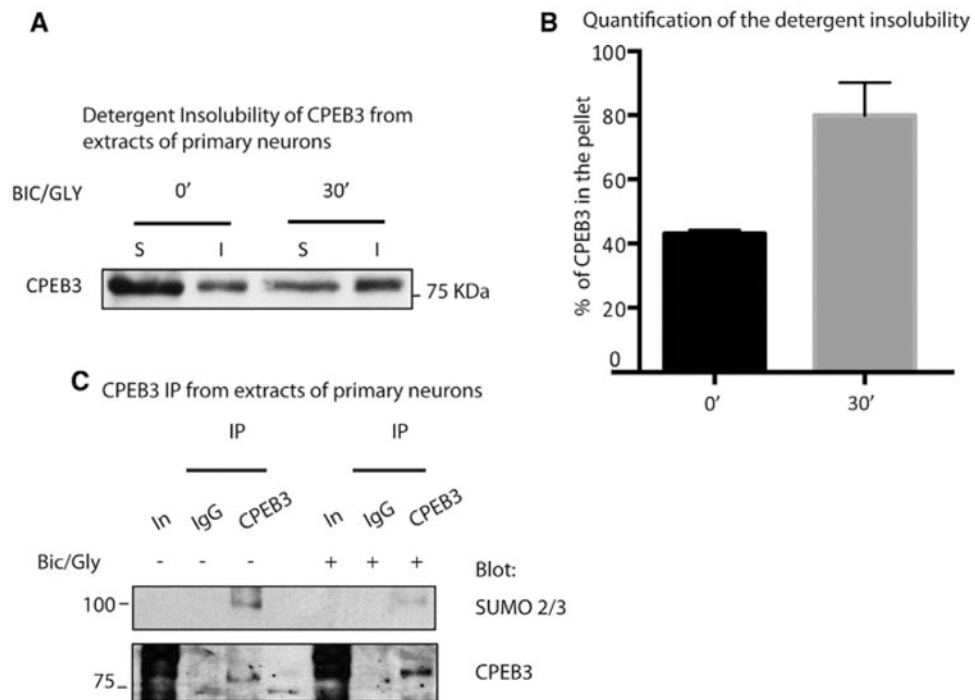 A
Detergent Insolubility of CPEB3 from
extracts of primary neurons
BIC/GLY 0' 30'
S I S I
CPEB3
75 KDa
B
Quantification of the detergent insolubility
% of CPEB3 in the pellet
100
80
60
40
20
0
0' 30'
C
CPEB3 IP from extracts of primary neurons
IP IP
In IgG CPEB3 In IgG CPEB3
Bic/Gly - - - + + +
Blot:
100
SUMO 2/3
75
CPEB3